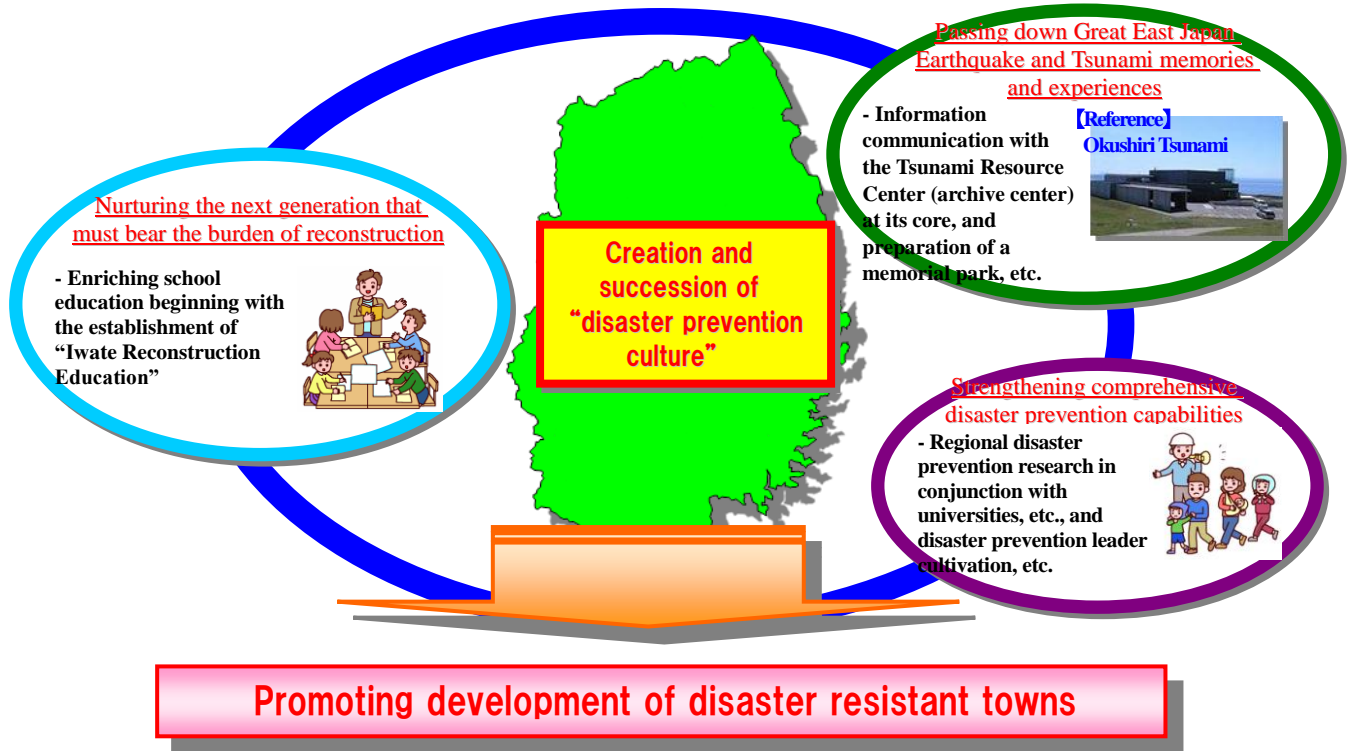 Passing down Great East Japan
Earthquake and Tsunami memories
and experiences
- Information
communication with
the Tsunami Resource
Center (archive center)
at its core, and
preparation of a
memorial park, etc.
【Reference】
Okushiri Tsunami
Nurturing the next generation that
must bear the burden of reconstruction
- Enriching school
education beginning with
the establishment of
“Iwate Reconstruction
Education”
Creation and
succession of
“disaster prevention
culture”
Strengthening comprehensive
disaster prevention capabilities
- Regional disaster
prevention research in
conjunction with
universities, etc., and
disaster prevention leader
cultivation, etc.
Promoting development of disaster resistant towns